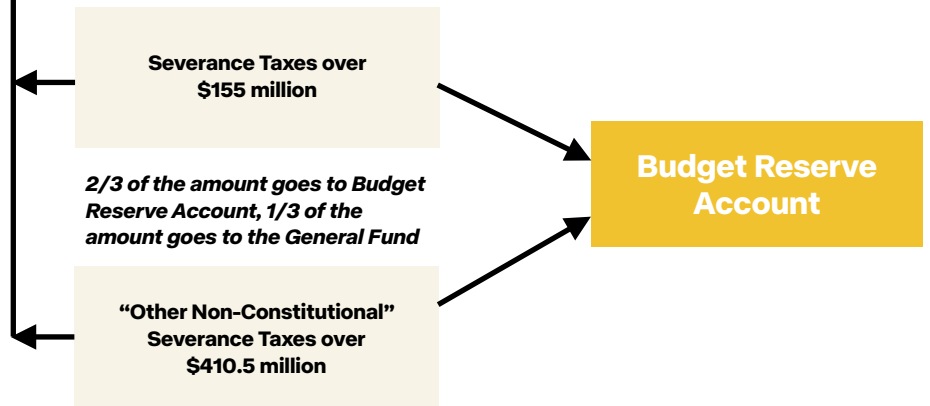 Severance Taxes over
$155 million
2/3 of the amount goes to Budget
Reserve Account, 1/3 of the
amount goes to the General Fund
“Other Non-Constitutional”
Severance Taxes over
$410.5 million
Budget Reserve
Account